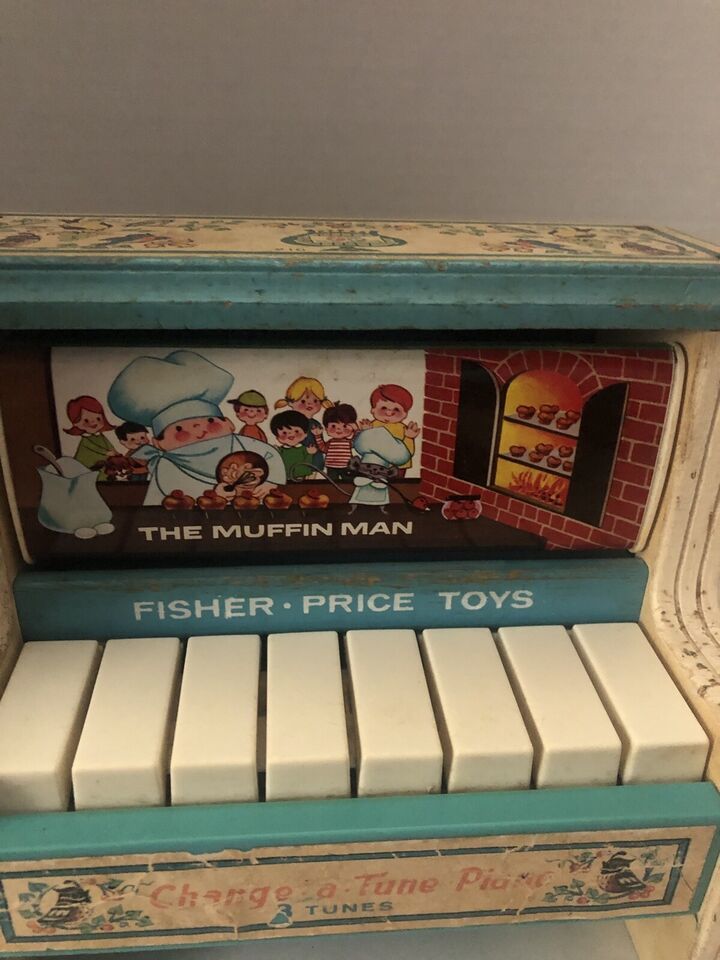 THE MUFFIN MAN
FISHER·PRICE TOYS
Change-a-Tune Piano
3 TUNES